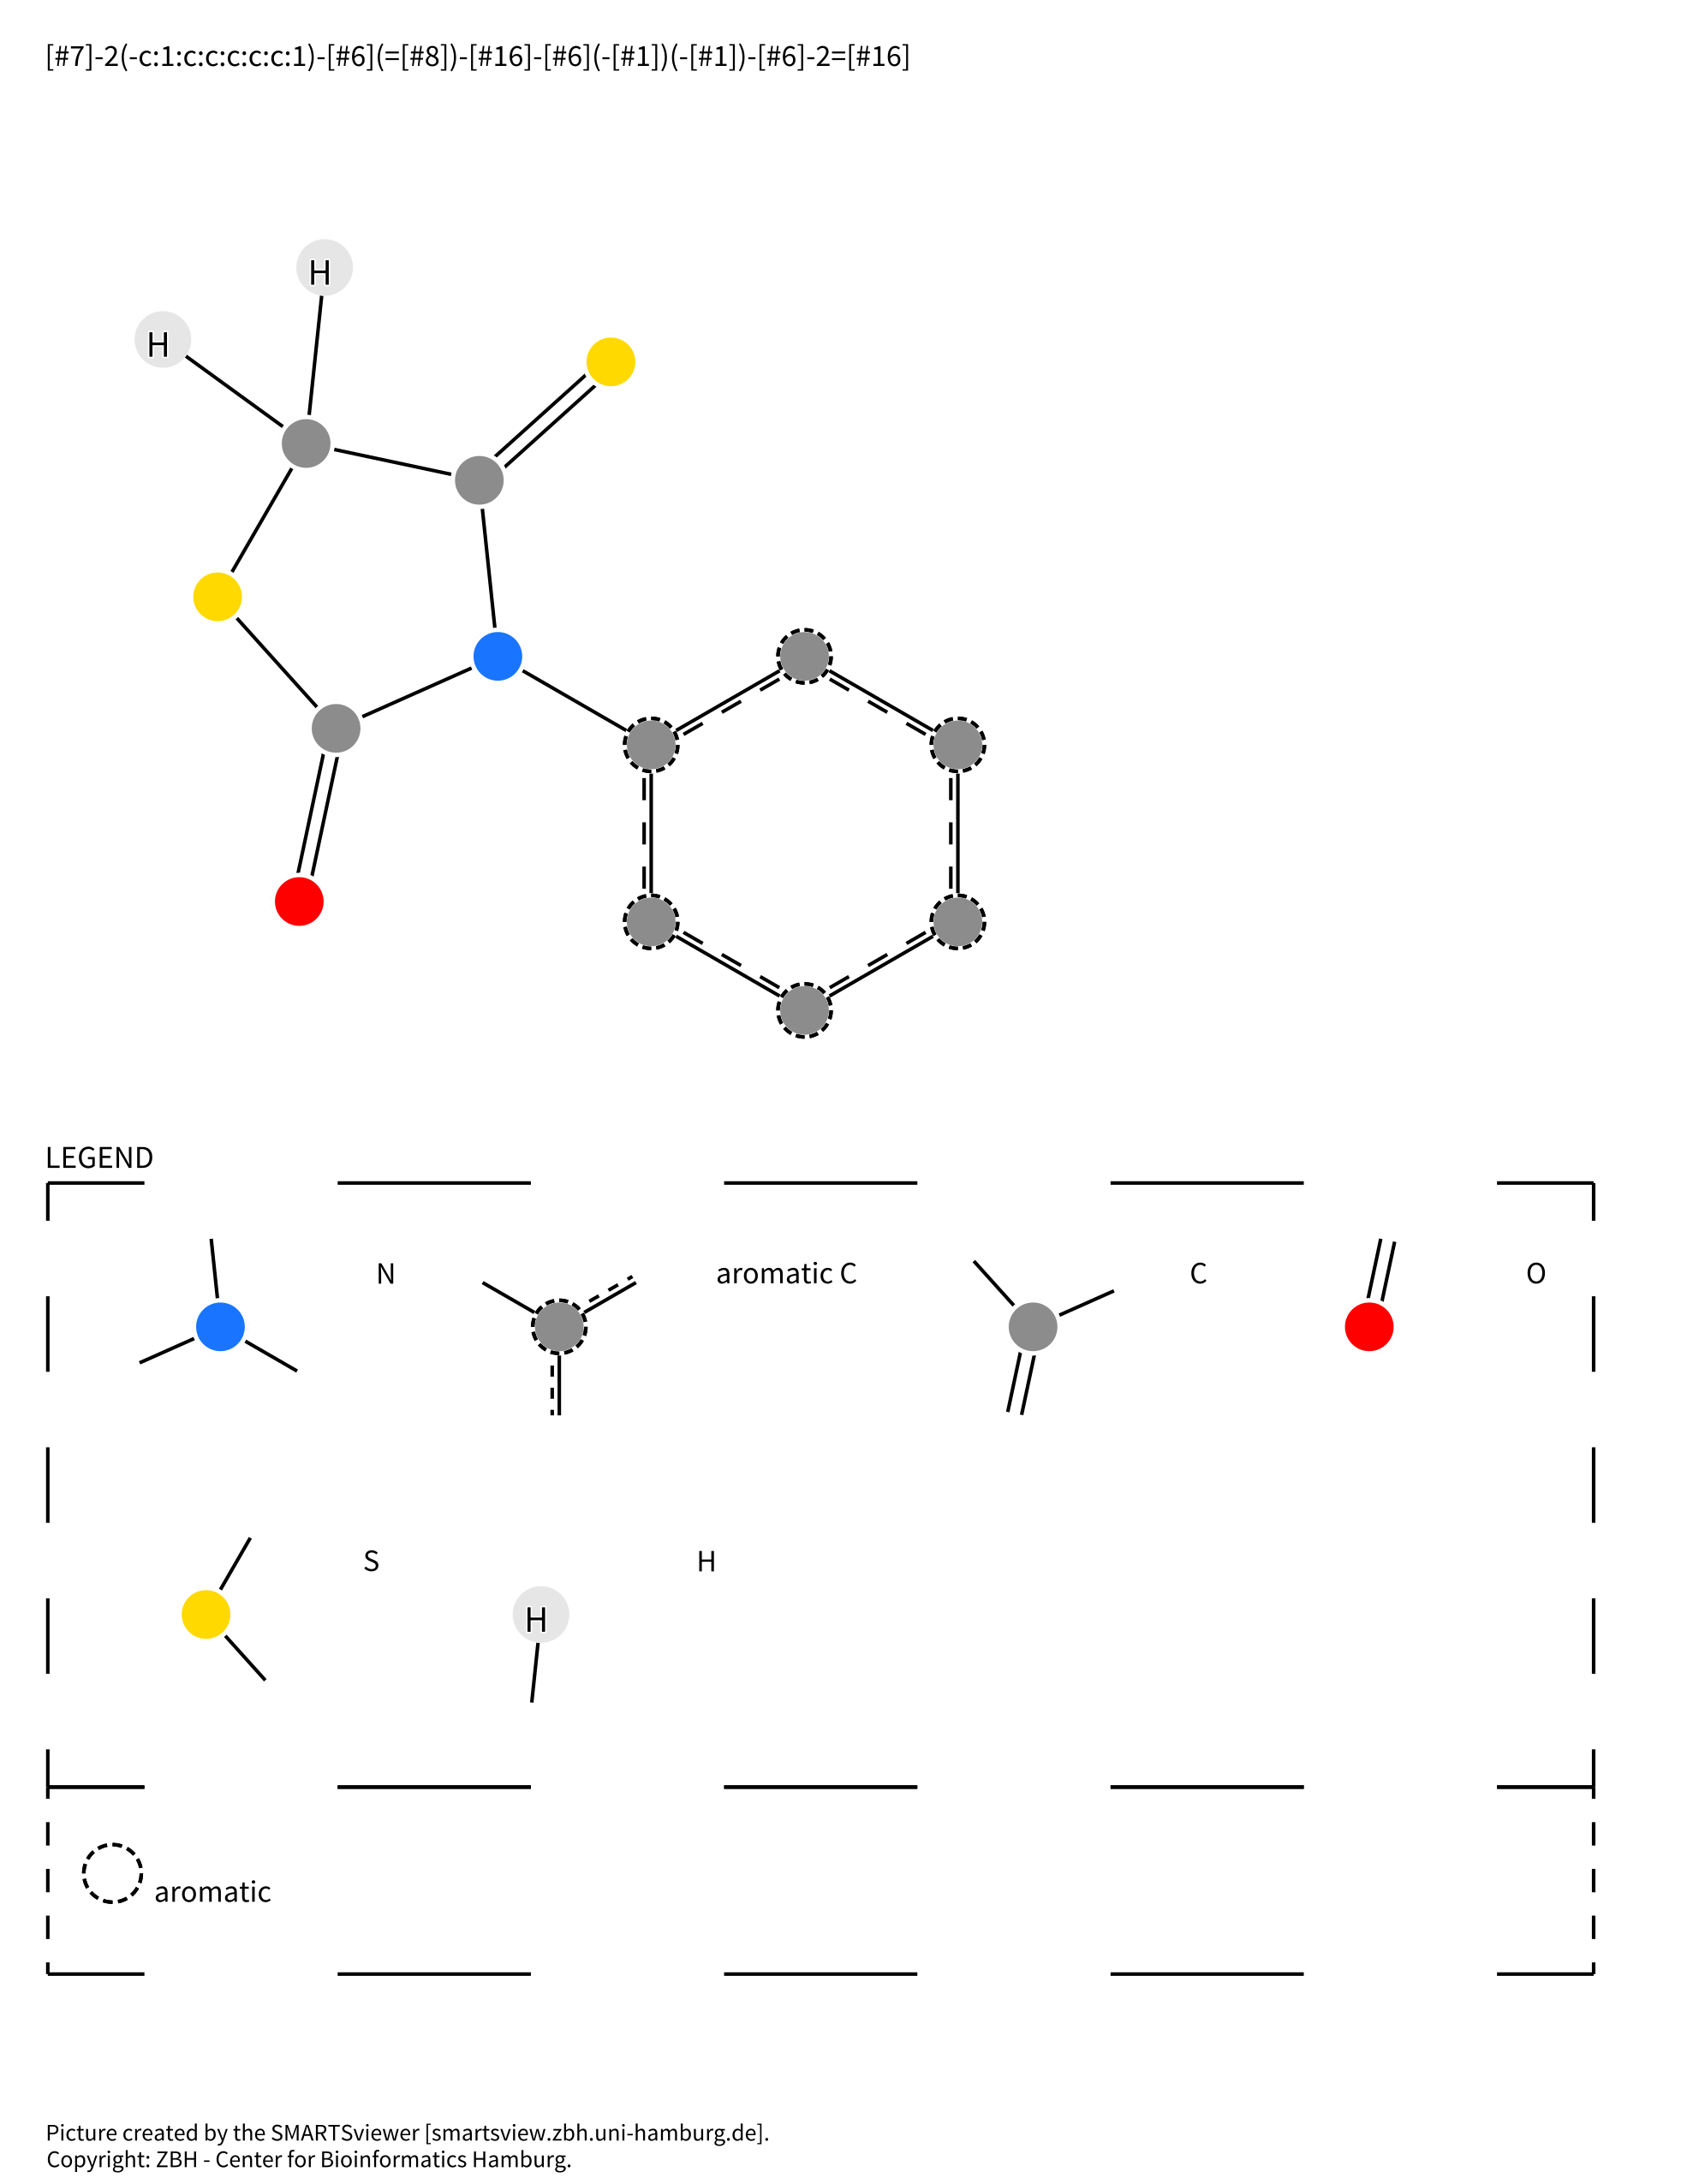 [#7]-2(-c:1:c:c:c:c:c:1)-[#6](=[#8])-[#16]-[#6](-[#1])(-[#1])-[#6]-2=[#16]
H
H
LEGEND
N aromatic C C O
S H
H
aromatic
Picture created by the SMARTSviewer [smartsview.zbh.uni-hamburg.de].
Copyright: ZBH - Center for Bioinformatics Hamburg.